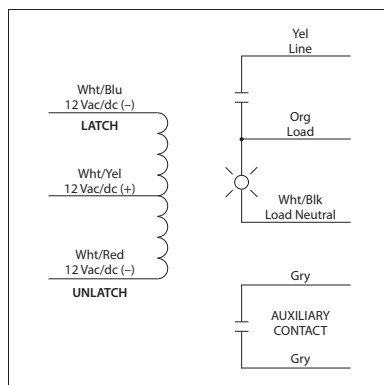 Wht/Blu
12 Vac/dc (–)
LATCH
Wht/Yel
12 Vac/dc (+)
Wht/Red
12 Vac/dc (–)
UNLATCH
Yel
Line
Org
Load
Wht/Blk
Load Neutral
Gry
AUXILIARY
CONTACT
Gry